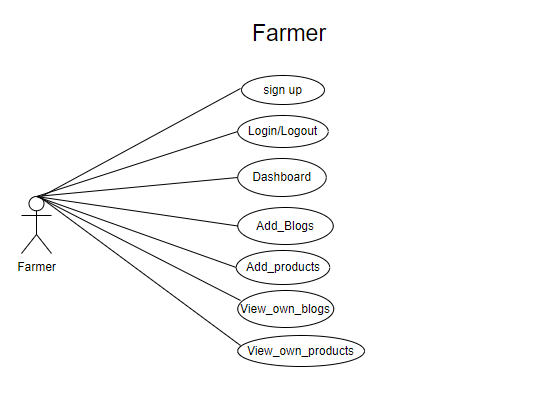 Farmer
sign up
Login/Logout
Dashboard
Add_Blogs
Add_products
View_own_blogs
View_own_products
Farmer